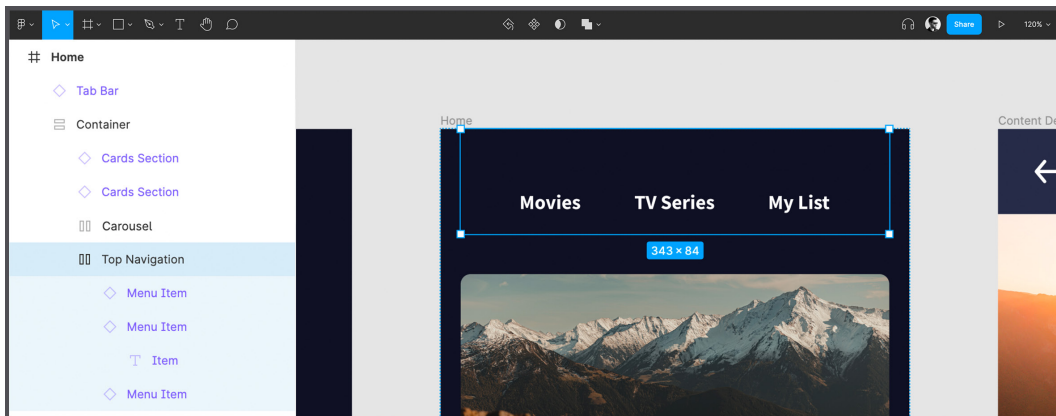 Share
120%
Home
Tab Bar
Container
Cards Section
Cards Section
Carousel
Top Navigation
Menu Item
Menu Item
T Item
Menu Item
Home
Movies TV Series My List
343 × 84
Content De